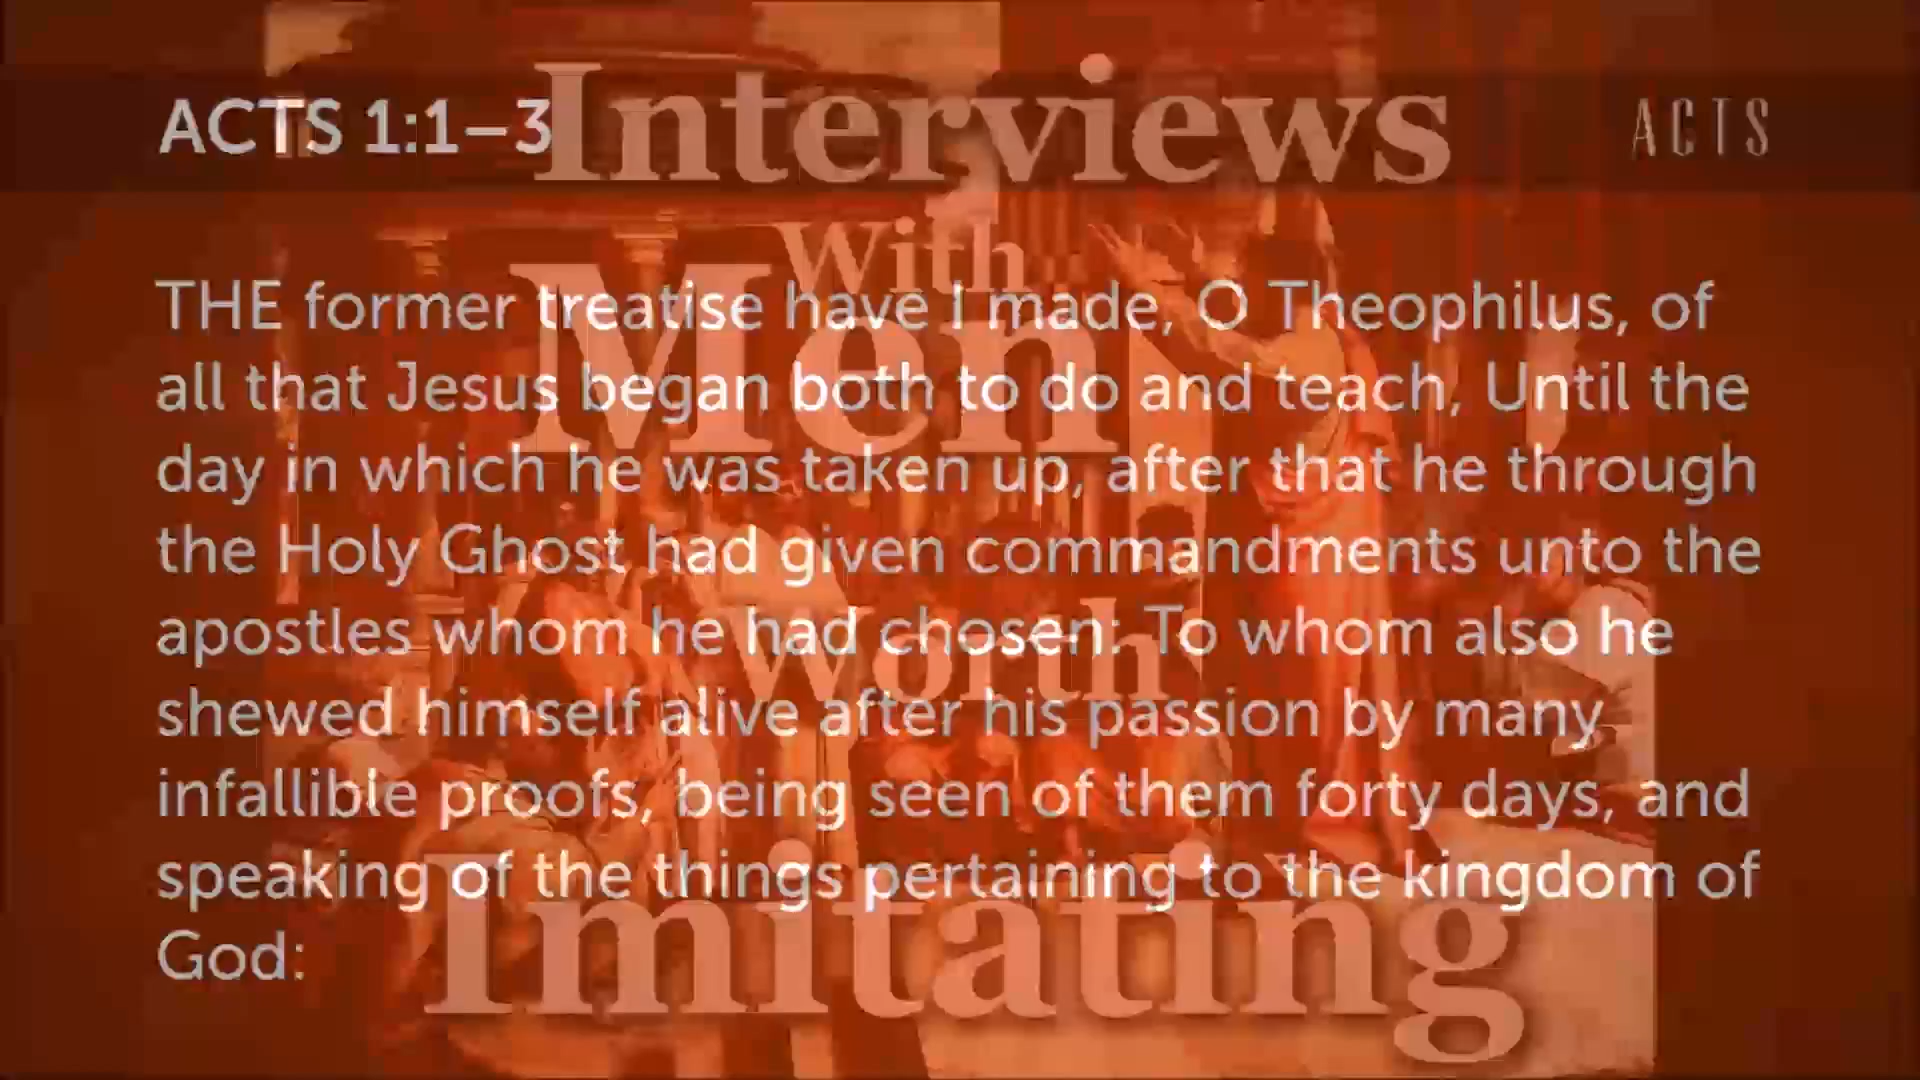 ACTS 1:1–3
ACTS
Interviews
With
Men
Worth
Imitating
THE former treatise have I made, O Theophilus, of
all that Jesus began both to do and teach, Until the
day in which he was taken up, after that he through
the Holy Ghost had given commandments unto the
apostles whom he had chosen: To whom also he
shewed himself alive after his passion by many
infallible proofs, being seen of them forty days, and
speaking of the things pertaining to the kingdom of
God: